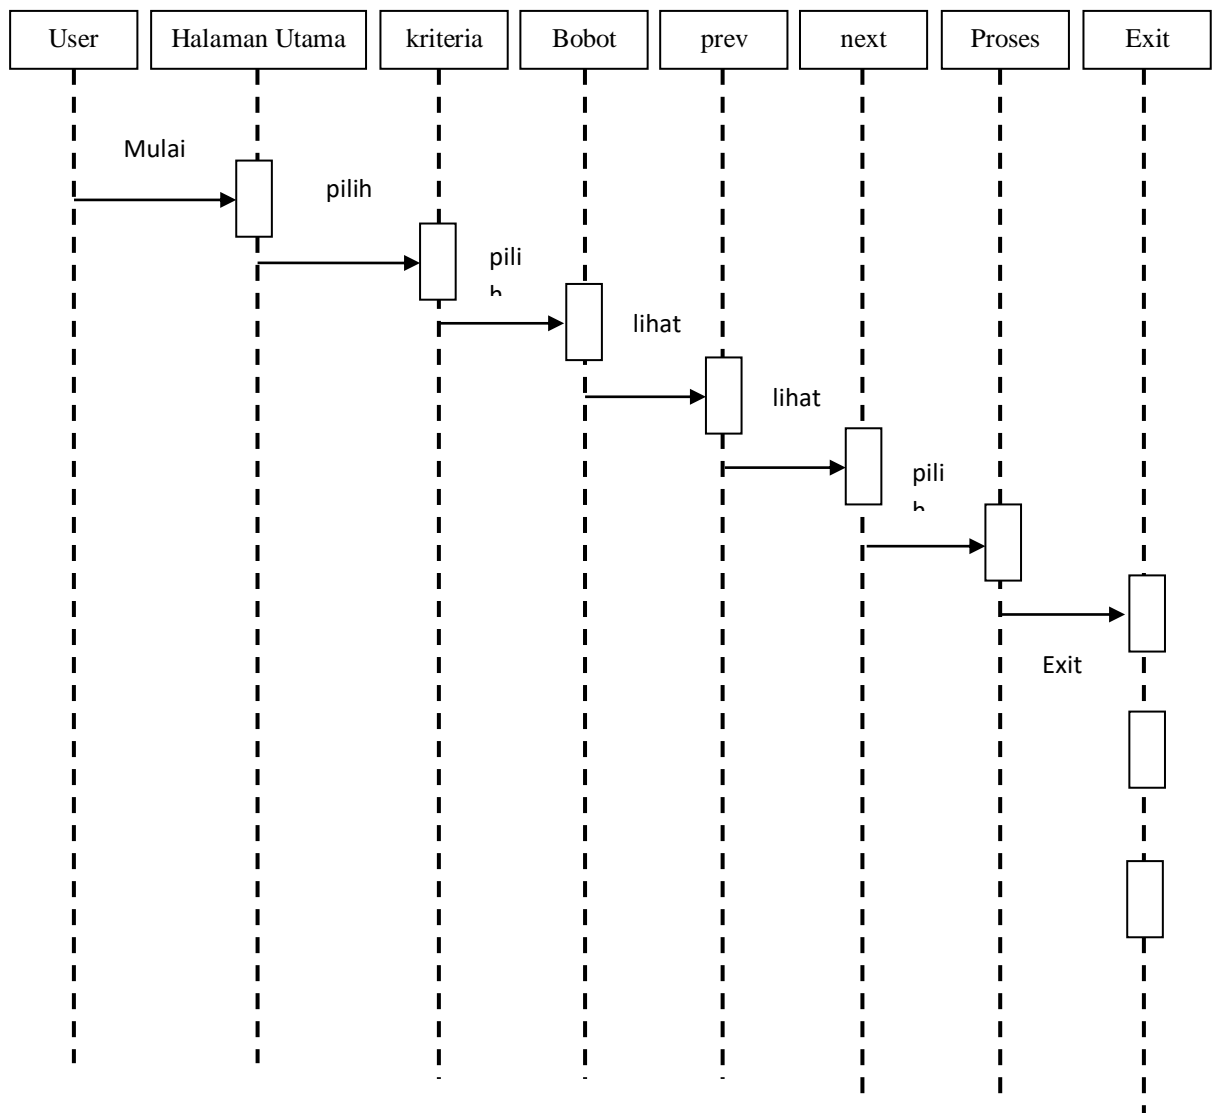 User
Halaman Utama
kriteria
Bobot
prev
next
Proses
Exit
Mulai
pilih
pili
h
lihat
lihat
pili
h
Exit